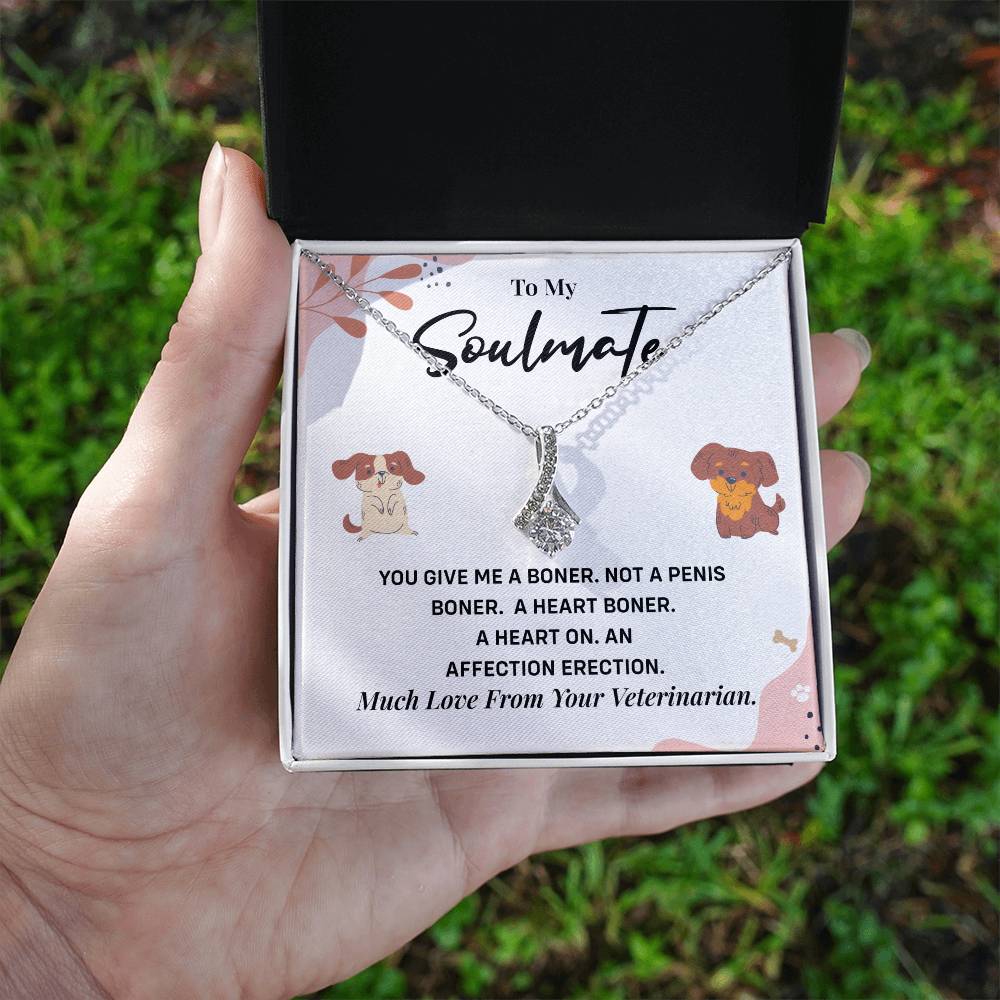 To My
Soulmate
YOU GIVE ME A BONER. NOT A PENIS
BONER. A HEART BONER.
A HEART ON. AN
AFFECTION ERECTION.
Much Love From Your Veterinarian.